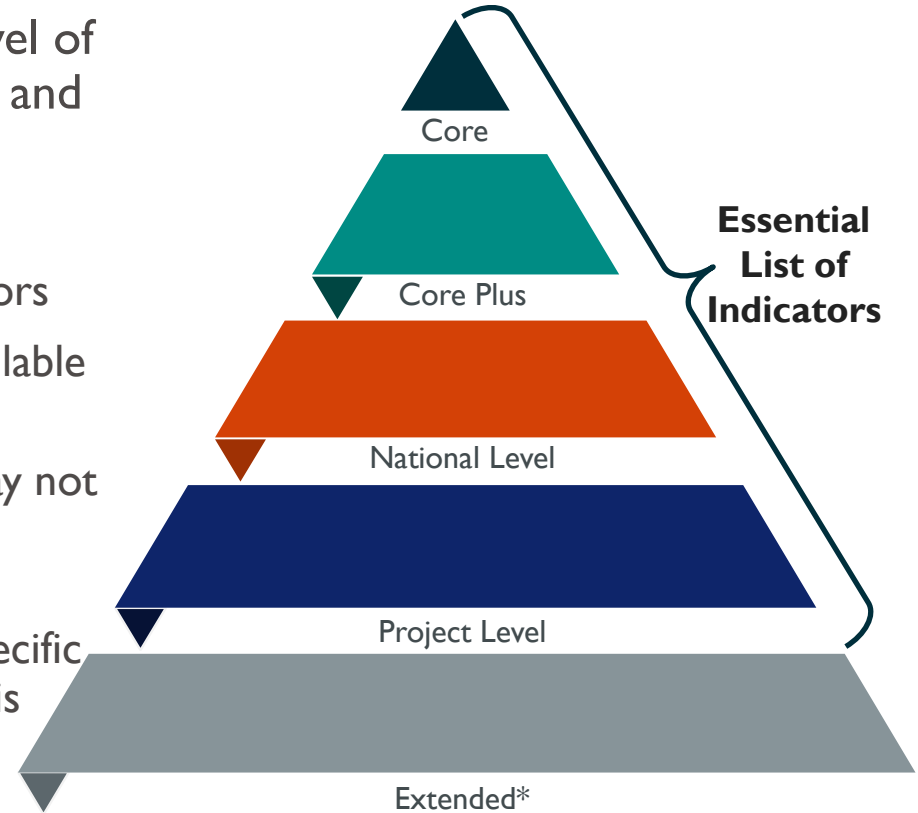 vel of
and
ors
lable
ay not
ecific
is
Core
Core Plus
National Level
Project Level
Extended*
Essential
List of
Indicators